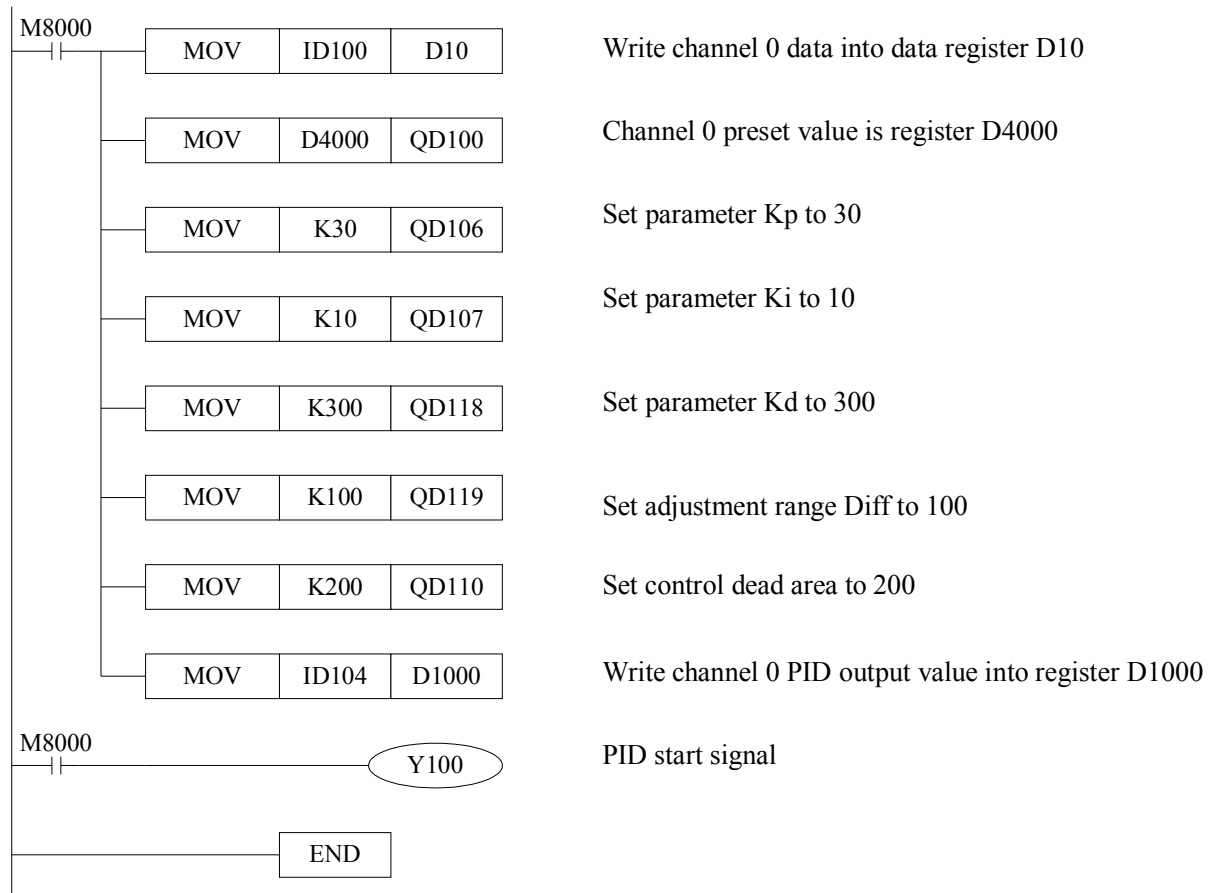 M8000
MOV ID100 D10 Write channel 0 data into data register D10
MOV D4000 QD100 Channel 0 preset value is register D4000
MOV K30 QD106 Set parameter Kp to 30
MOV K10 QD107 Set parameter Ki to 10
MOV K300 QD118 Set parameter Kd to 300
MOV K100 QD119 Set adjustment range Diff to 100
MOV K200 QD110 Set control dead area to 200
MOV ID104 D1000 Write channel 0 PID output value into register D1000
M8000
Y100 PID start signal
END